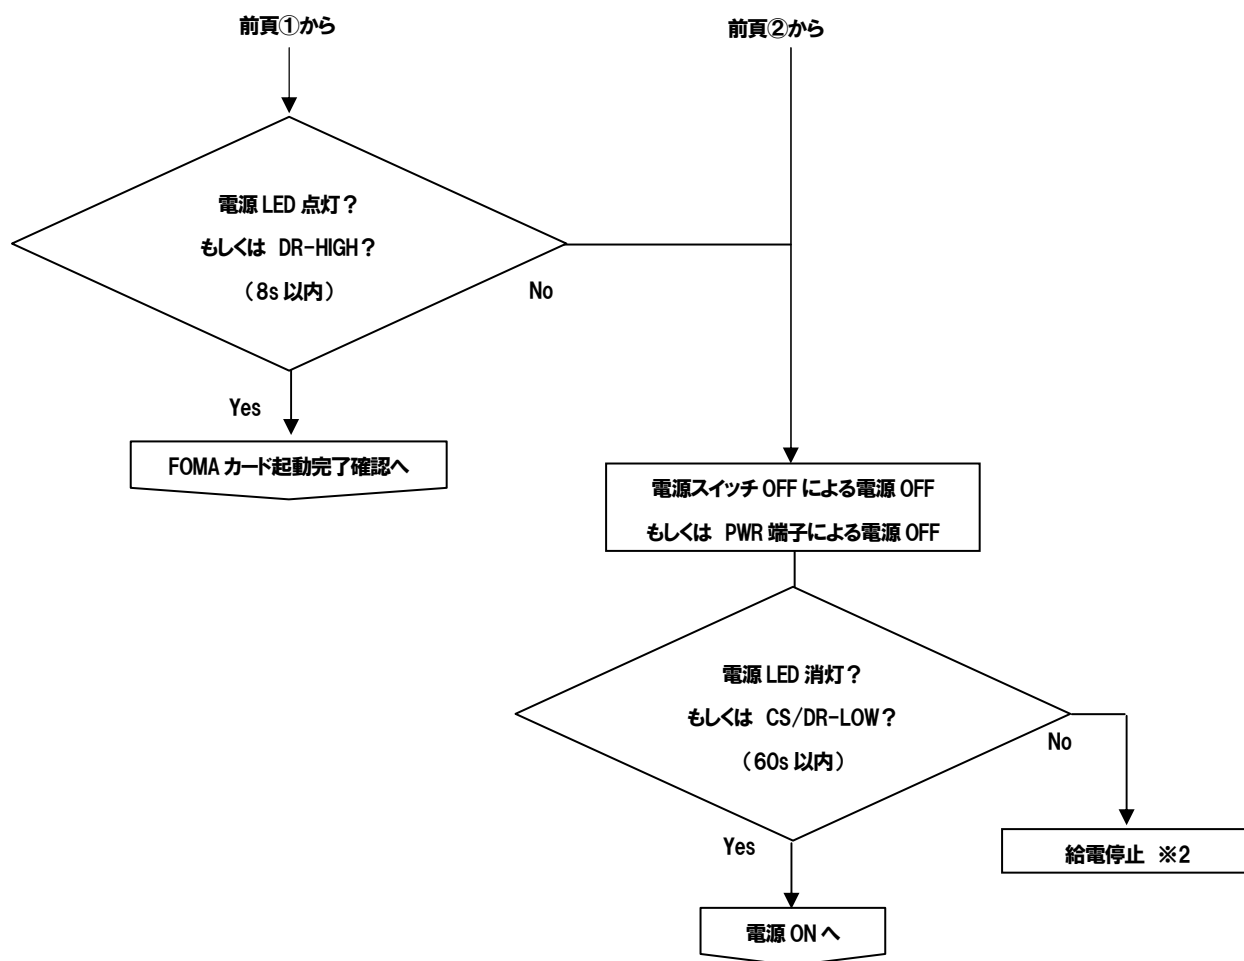 前頁①から
前頁②から
電源 LED 点灯？
もしくは DR-HIGH？
（8s 以内）
No
Yes
FOMA カード起動完了確認へ
電源スイッチ OFF による電源 OFF
もしくは PWR 端子による電源 OFF
電源 LED 消灯？
もしくは CS/DR-LOW？
（60s 以内）
No
Yes
給電停止 ※2
電源 ON へ